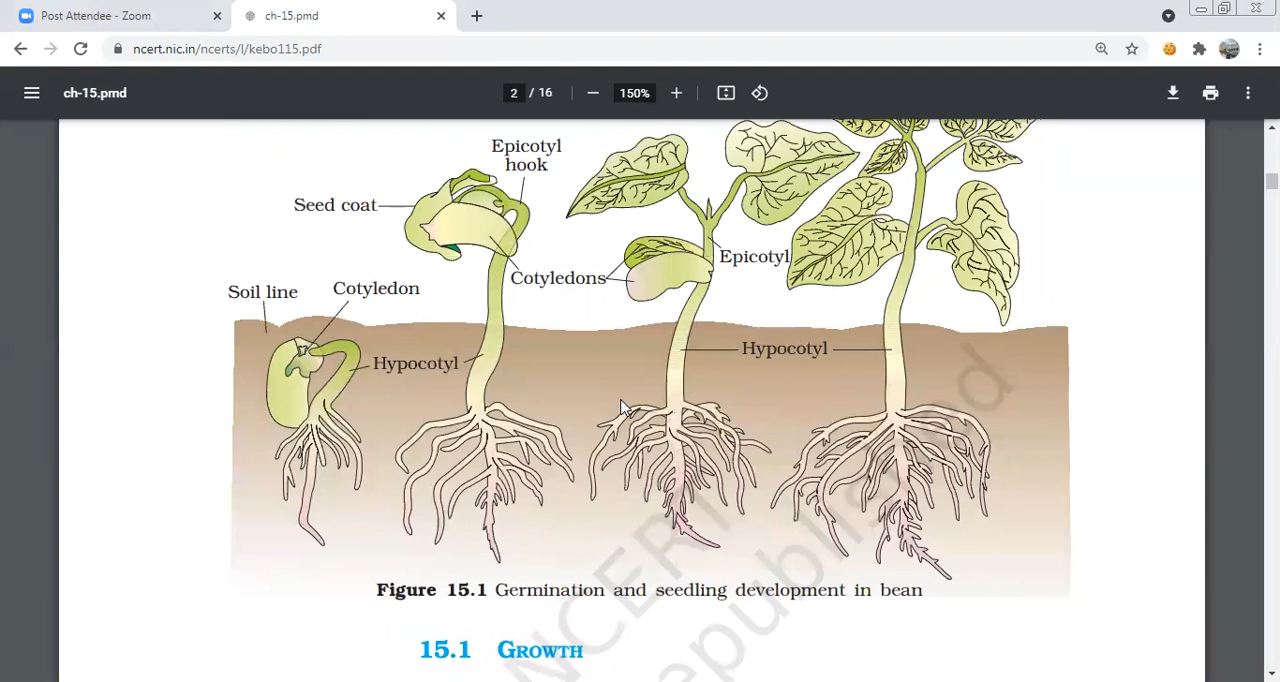 Post Attendee - Zoom
ch-15.pmd
ncert.nic.in/ncerts/l/kebo115.pdf
ch-15.pmd
2 / 16
150%
Epicotyl
hook
Seed coat
Epicotyl
Cotyledons
Soil line
Cotyledon
Hypocotyl
Hypocotyl
Figure 15.1 Germination and seedling development in bean
15.1 GROWTH
NCERT
republished